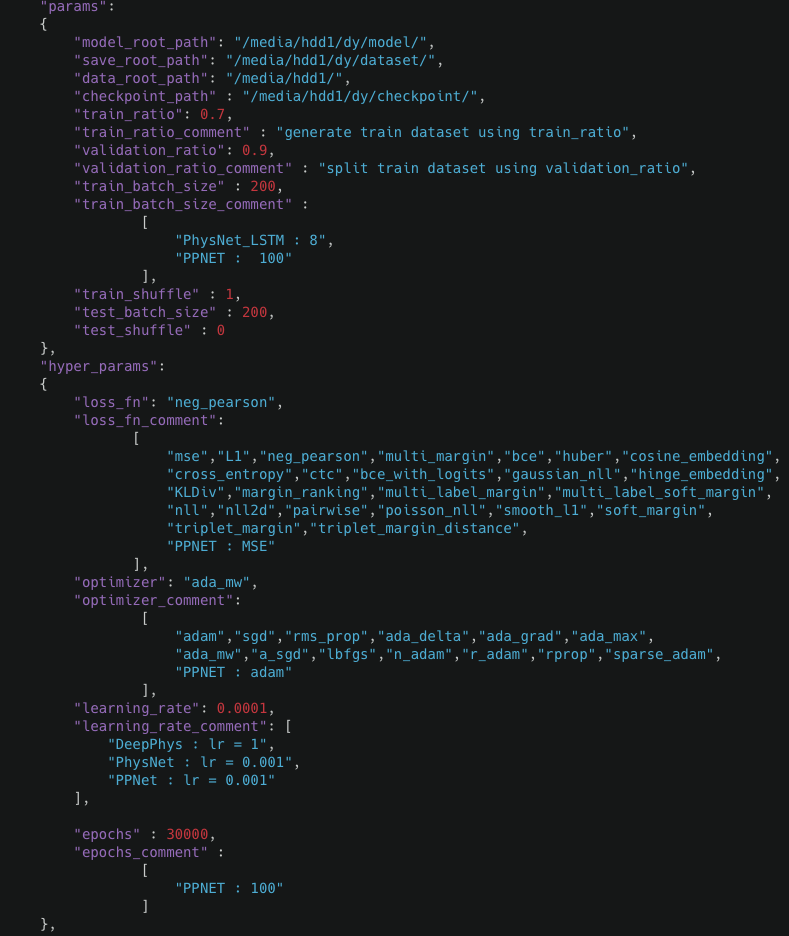 "params":
{
"model_root_path": "/media/hdd1/dy/model/",
"save_root_path": "/media/hdd1/dy/dataset/",
"data_root_path": "/media/hdd1/",
"checkpoint_path" : "/media/hdd1/dy/checkpoint/",
"train_ratio": 0.7,
"train_ratio_comment" : "generate train dataset using train_ratio",
"validation_ratio": 0.9,
"validation_ratio_comment" : "split train dataset using validation_ratio",
"train_batch_size" : 200,
"train_batch_size_comment" :
[
"PhysNet_LSTM : 8",
"PPNET :  100"
],
"train_shuffle" : 1,
"test_batch_size" : 200,
"test_shuffle" : 0
},
"hyper_params":
{
"loss_fn": "neg_pearson",
"loss_fn_comment":
[
"mse","L1","neg_pearson","multi_margin","bce","huber","cosine_embedding",
"cross_entropy","ctc","bce_with_logits","gaussian_nll","hinge_embedding",
"KLDiv","margin_ranking","multi_label_margin","multi_label_soft_margin",
"nll","nll2d","pairwise","poisson_nll","smooth_l1","soft_margin",
"triplet_margin","triplet_margin_distance",
"PPNET : MSE"
],
"optimizer": "ada_mw",
"optimizer_comment":
[
"adam","sgd","rms_prop","ada_delta","ada_grad","ada_max",
"ada_mw","a_sgd","lbfgs","n_adam","r_adam","rprop","sparse_adam",
"PPNET : adam"
],
"learning_rate": 0.0001,
"learning_rate_comment": [
"DeepPhys : lr = 1",
"PhysNet : lr = 0.001",
"PPNet : lr = 0.001"
],
"epochs" : 30000,
"epochs_comment" :
[
"PPNET : 100"
]
},